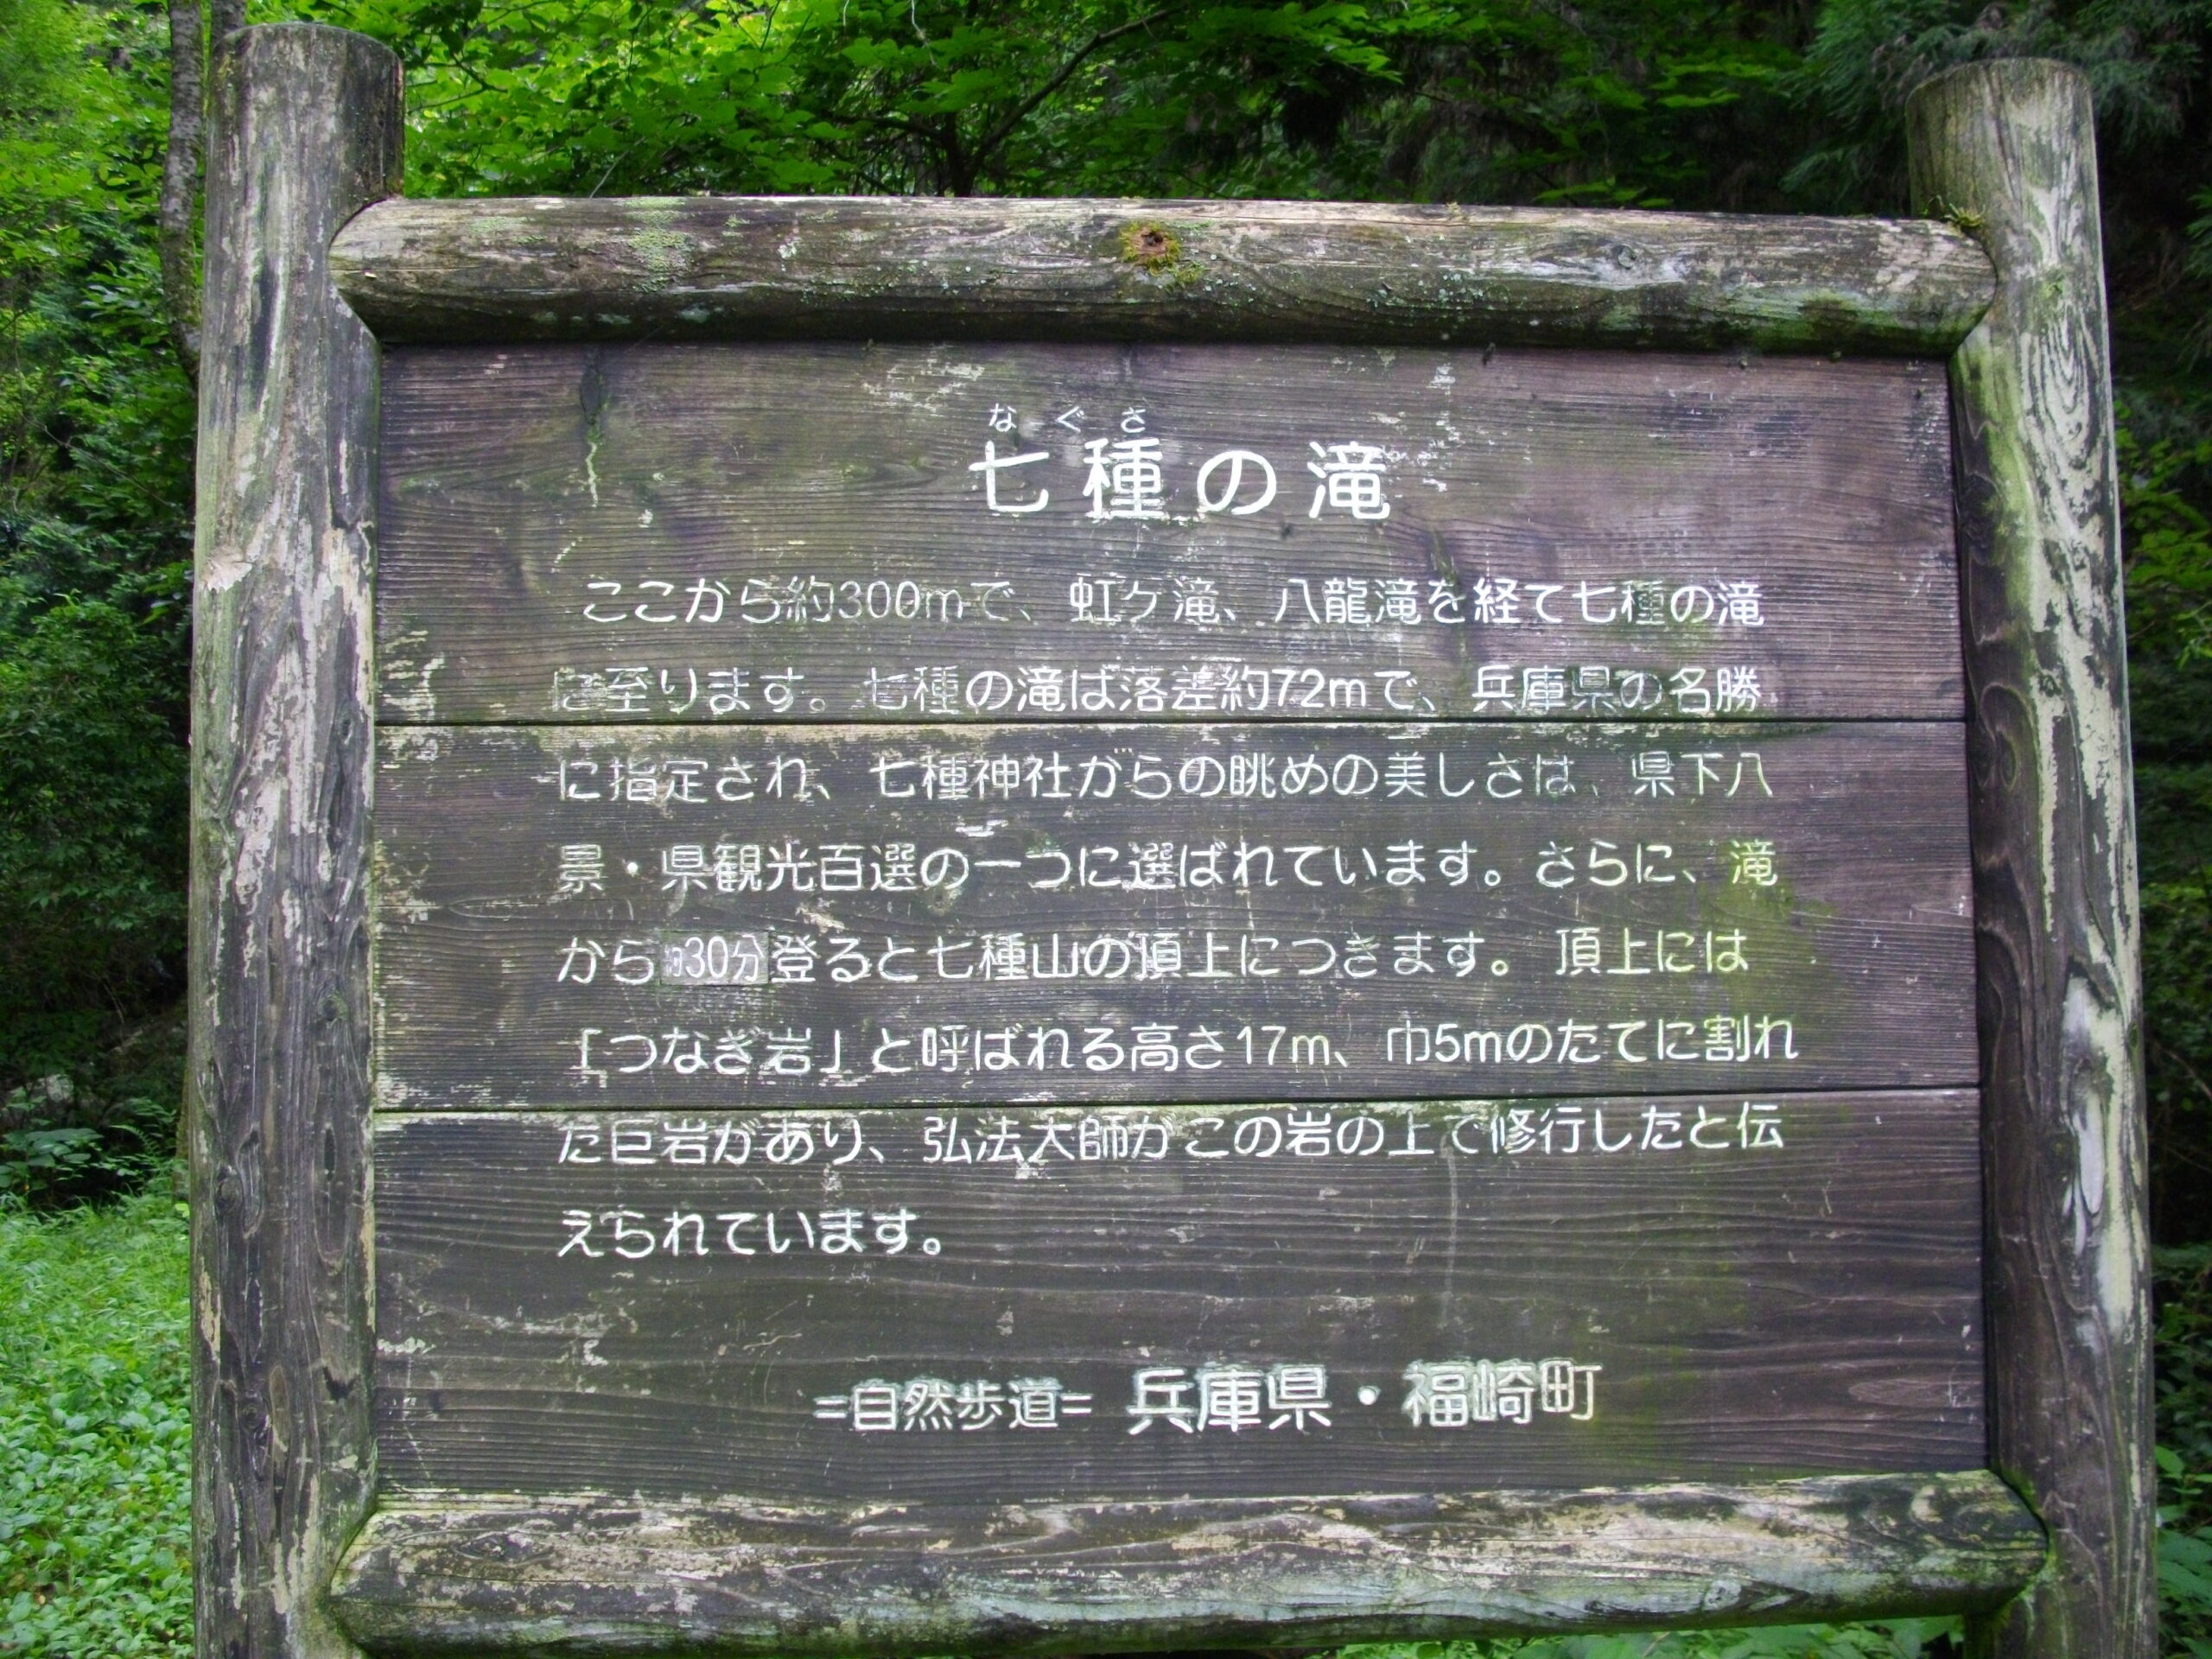 なぐさ
七種の滝
ここから約300mで、虹ケ滝、八龍滝を経て七種の滝
に至ります。七種の滝は落差約72mで、兵庫県の名勝
に指定され、七種神社からの眺めの美しさは、県下八
景・県観光百選の一つに選ばれています。さらに、滝
から約30分登ると七種山の頂上につきます。頂上には
「つなぎ岩」と呼ばれる高さ17m、巾5mのたてに割れ
た巨岩があり、弘法大師がこの岩の上で修行したと伝
えられています。
=自然歩道= 兵庫県・福崎町